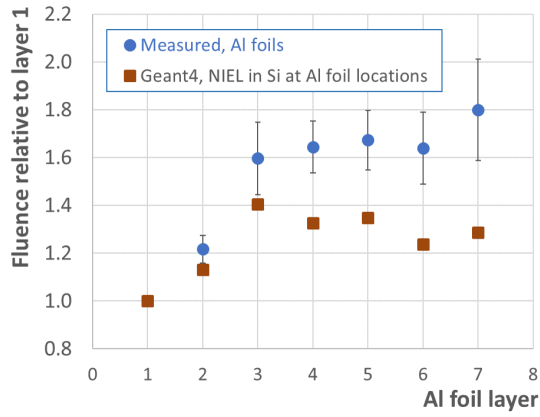 Fluence relative to layer 1
2.2
2.0
1.8
1.6
1.4
1.2
1.0
0.8
Measured, Al foils
Geant4, NIEL in Si at Al foil locations
0 1 2 3 4 5 6 7 8
Al foil layer